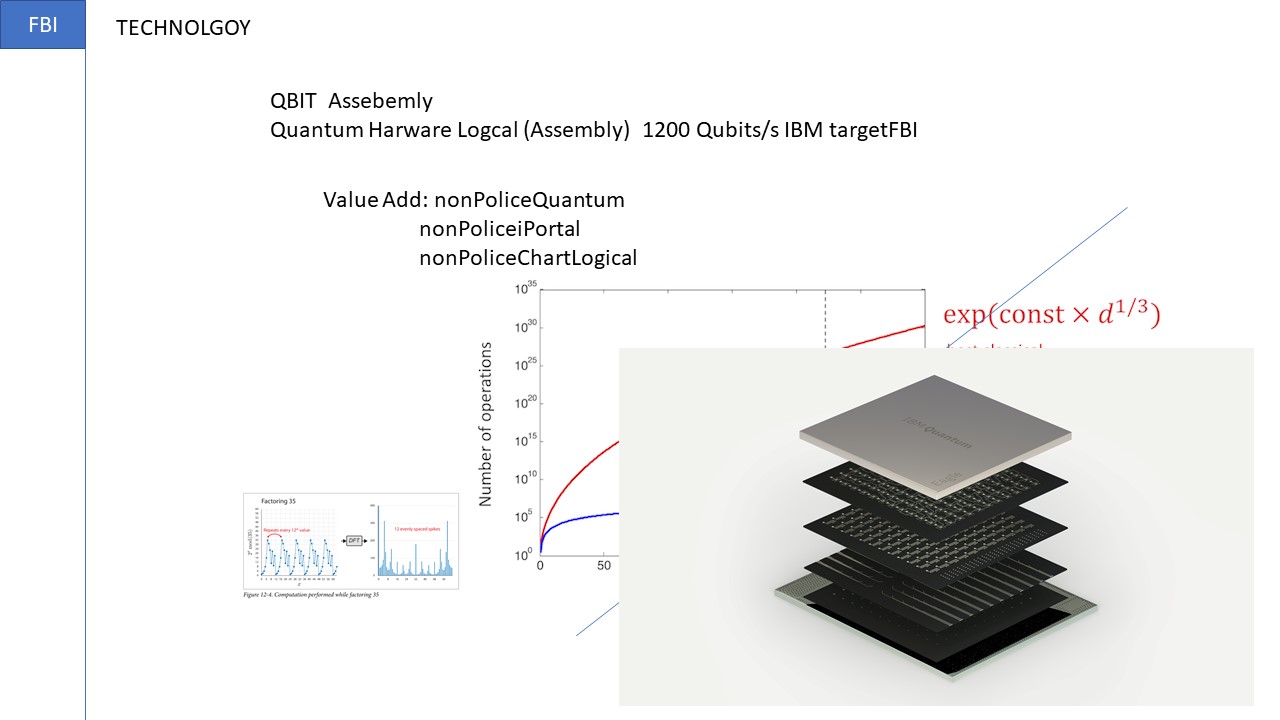 FBI
TECHNOLGOY
QBIT Assebemly
Quantum Harware Logcal (Assembly) 1200 Qubits/s IBM targetFBI
Value Add: nonPoliceQuantum
nonPoliceiPortal
nonPoliceChartLogical
10^35
10^30
10^25
10^20
10^15
10^10
10^5
10^0
Number of operations
0 50
exp(const × d^1/3)
IBM Quantum
Eagle
Factoring 35
Repeats every 12th value
DFT
12 evenly spaced spikes
Figure 12-4. Computation performed while factoring 35